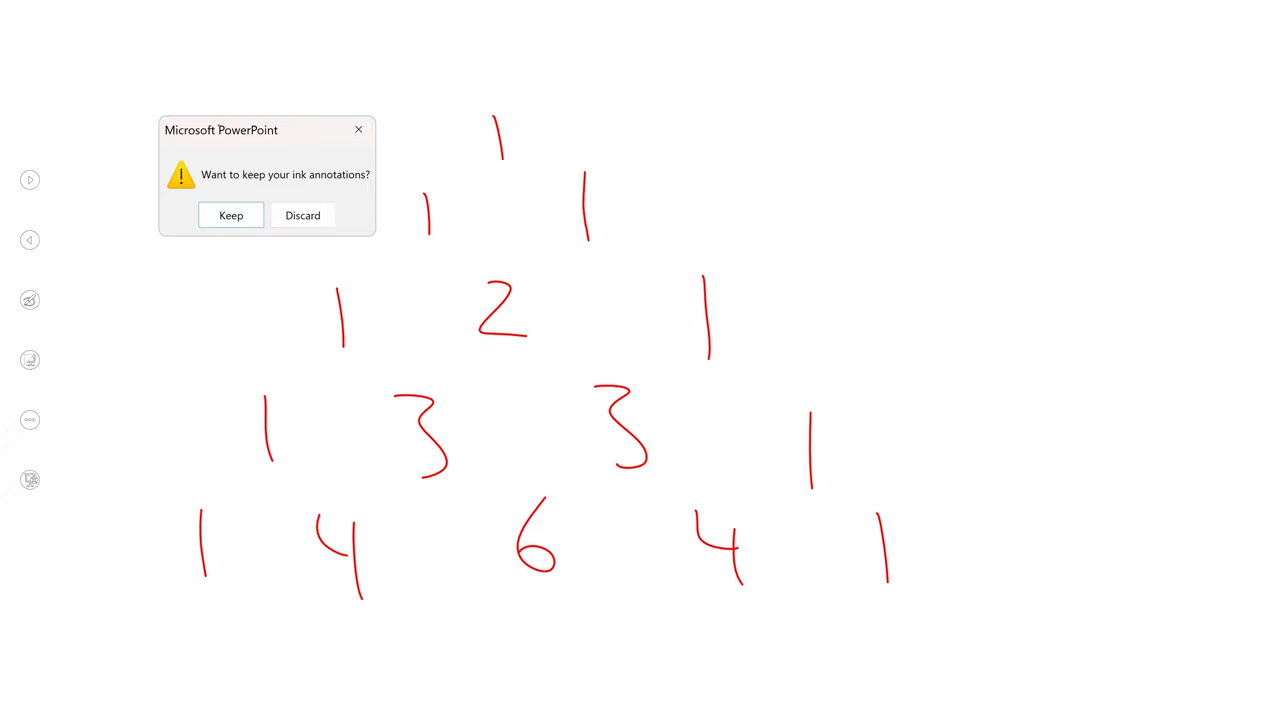 Microsoft PowerPoint
Want to keep your ink annotations?
Keep Discard
1
1 1
1 2 1
1 3 3 1
1 4 6 4 1